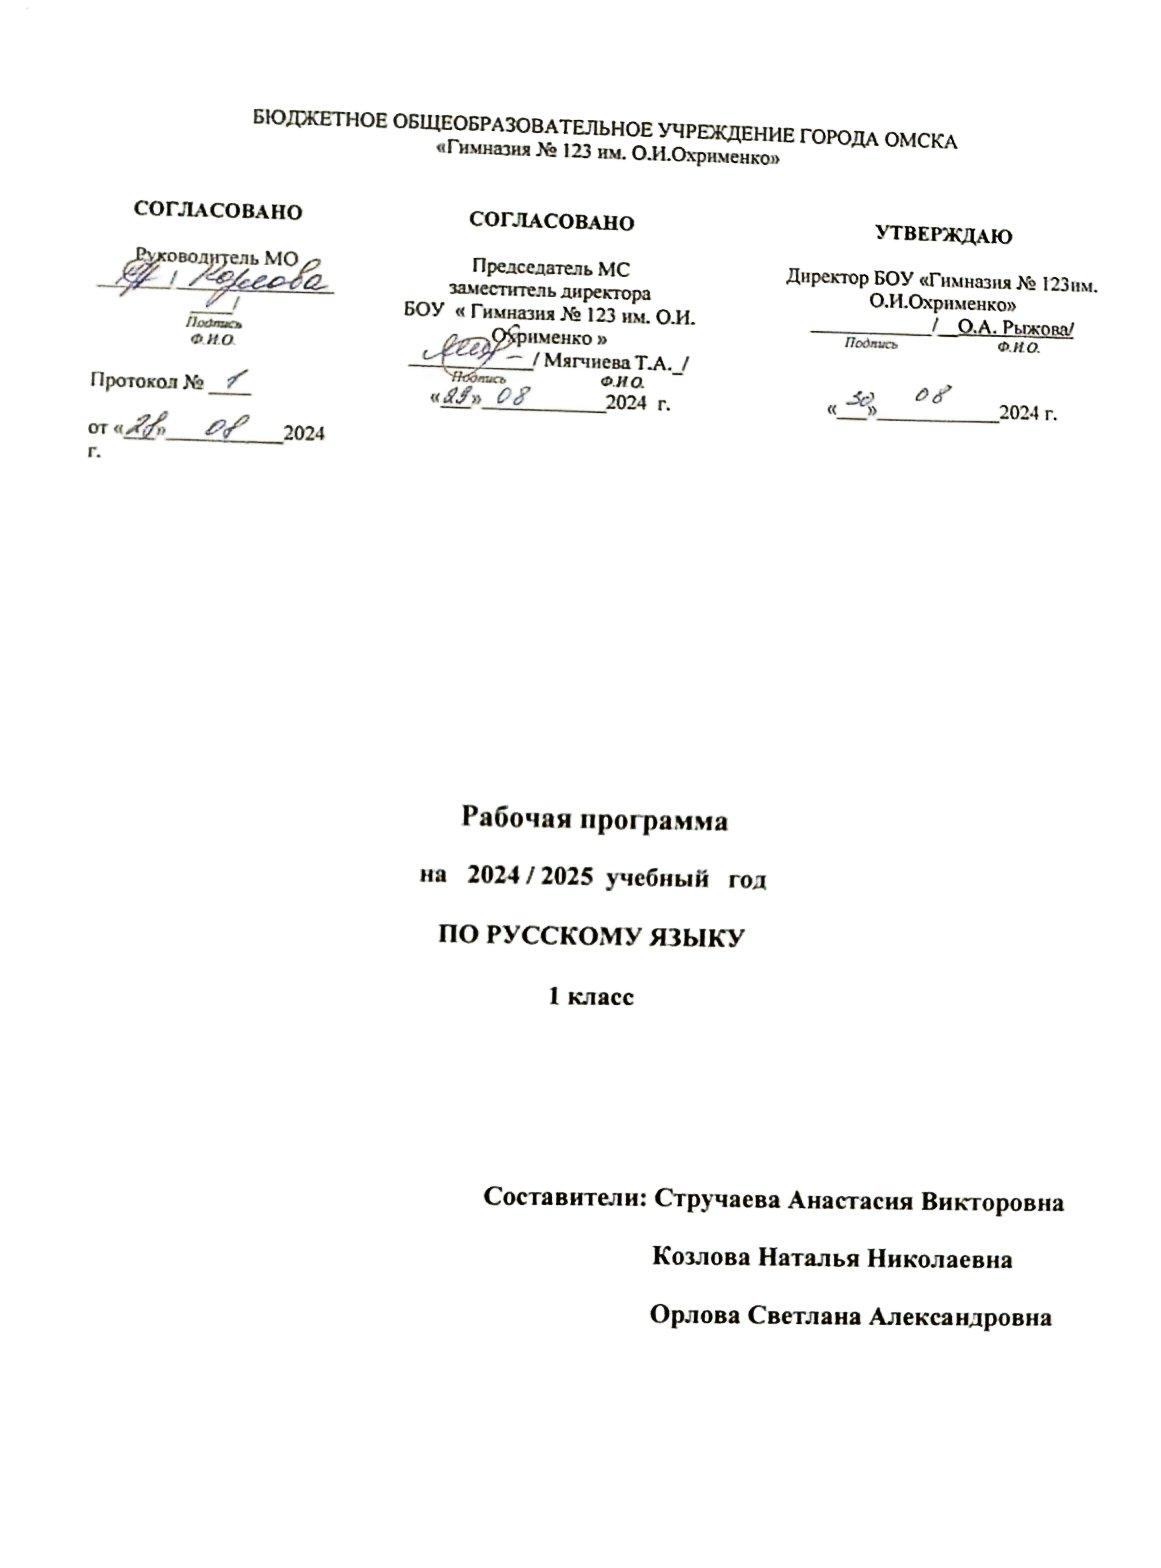 БЮДЖЕТНОЕ ОБЩЕОБРАЗОВАТЕЛЬНОЕ УЧРЕЖДЕНИЕ ГОРОДА ОМСКА
«Гимназия № 123 им. О.И.Охрименко»
СОГЛАСОВАНО
Руководитель МО
/
/
Подпись
Ф.И.О.
Протокол № 1
от «28» 08 2024
г.
СОГЛАСОВАНО
Председатель МС
заместитель директора
БОУ « Гимназия № 123 им. О.И.
Охрименко »
/ Мягчиева Т.А._/
Подпись Ф.И О.
«29» 08 2024 г.
УТВЕРЖДАЮ
Директор БОУ «Гимназия № 123им.
О.И.Охрименко»
/ О.А. Рыжова/
Подпись Ф.И.О.
«30» 08 2024 г.
Рабочая программа
на 2024 / 2025 учебный год
ПО РУССКОМУ ЯЗЫКУ
1 класс
Составители: Стручаева Анастасия Викторовна
Козлова Наталья Николаевна
Орлова Светлана Александровна